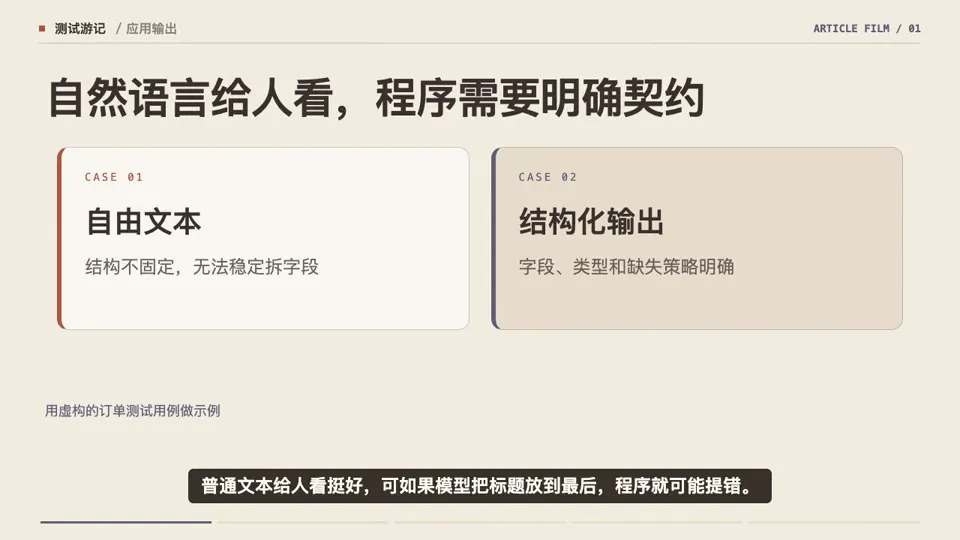 测试游记 / 应用输出
ARTICLE FILM / 01
自然语言给人看，程序需要明确契约
CASE 01
自由文本
结构不固定，无法稳定拆字段
CASE 02
结构化输出
字段、类型和缺失策略明确
用虚构的订单测试用例做示例
普通文本给人看挺好，可如果模型把标题放到最后，程序就可能提错。